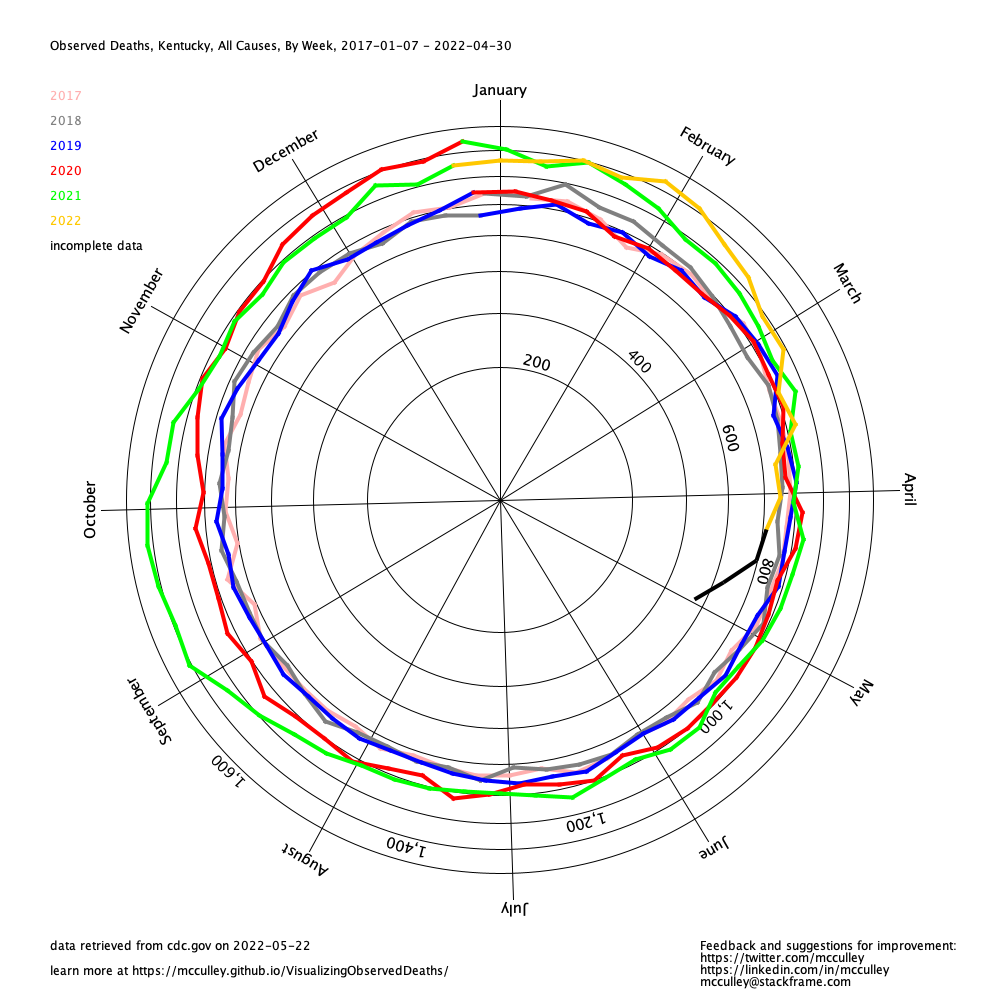 Observed Deaths, Kentucky, All Causes, By Week, 2017-01-07 - 2022-04-30
2017
2018
2019
2020
2021
2022
incomplete data
January
February
March
April
May
June
July
August
September
October
November
December
200
400
600
800
1,000
1,200
1,400
1,600
data retrieved from cdc.gov on 2022-05-22
learn more at https://mcculley.github.io/VisualizingObservedDeaths/
Feedback and suggestions for improvement:
https://twitter.com/mcculley
https://linkedin.com/in/mcculley
mcculley@stackframe.com